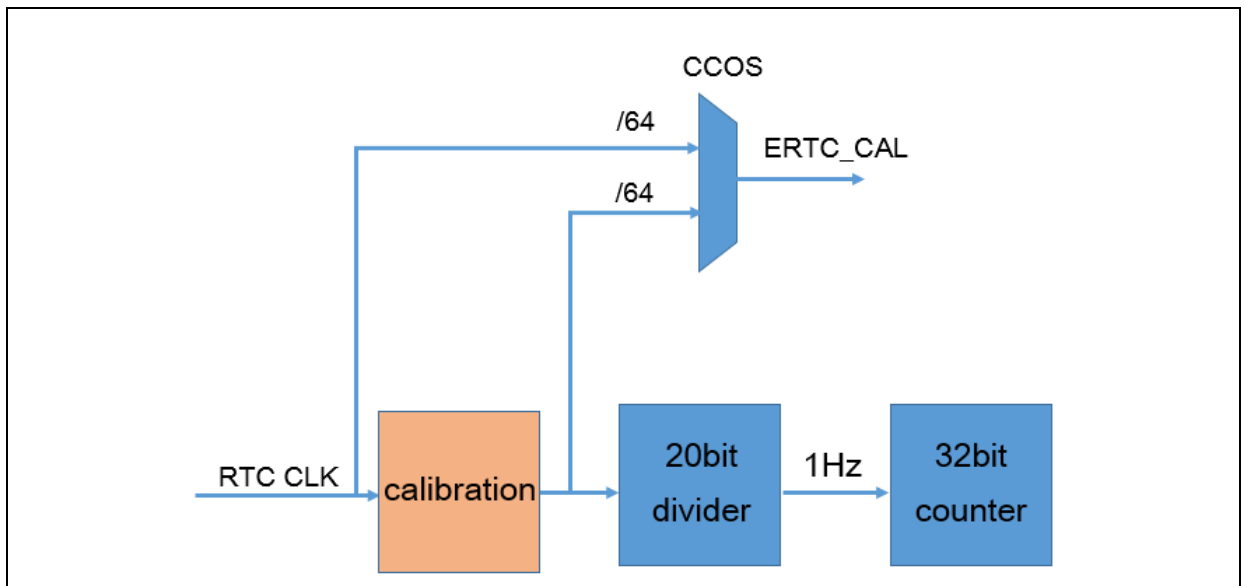 CCOS
/64
ERTC_CAL
/64
RTC CLK
calibration
20bit
divider
1Hz
32bit
counter